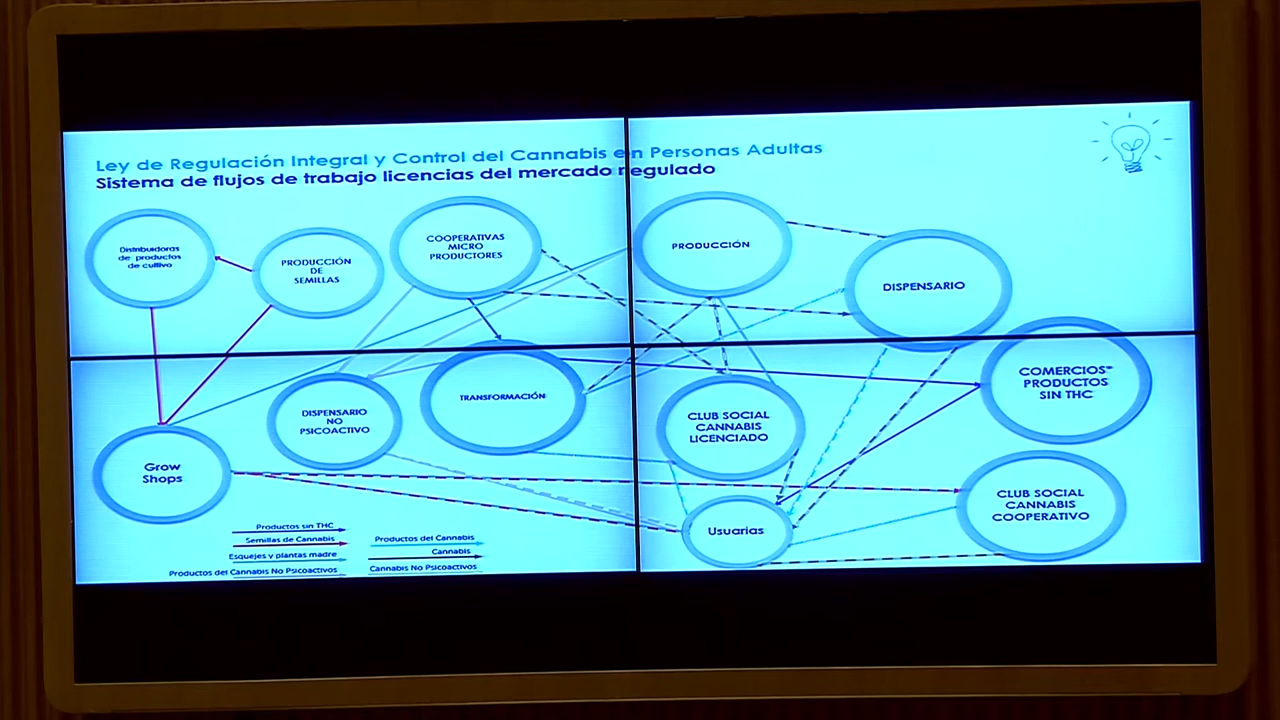 Ley de Regulación Integral y Control del Cannabis en Personas Adultas
Sistema de flujos de trabajo licencias del mercado regulado
Distribuidoras
de productos
de cultivo
PRODUCCIÓN
DE
SEMILLAS
COOPERATIVAS
MICRO
PRODUCTORES
PRODUCCIÓN
DISPENSARIO
COMERCIOS*
PRODUCTOS
SIN THC
DISPENSARIO
NO
PSICOACTIVO
TRANSFORMACIÓN
CLUB SOCIAL
CANNABIS
LICENCIADO
Grow
Shops
Usuarias
CLUB SOCIAL
CANNABIS
COOPERATIVO
Productos sin THC
Semillas de Cannabis
Esquejes y plantas madre
Productos del Cannabis No Psicoactivos
Productos del Cannabis
Cannabis
Cannabis No Psicoactivos